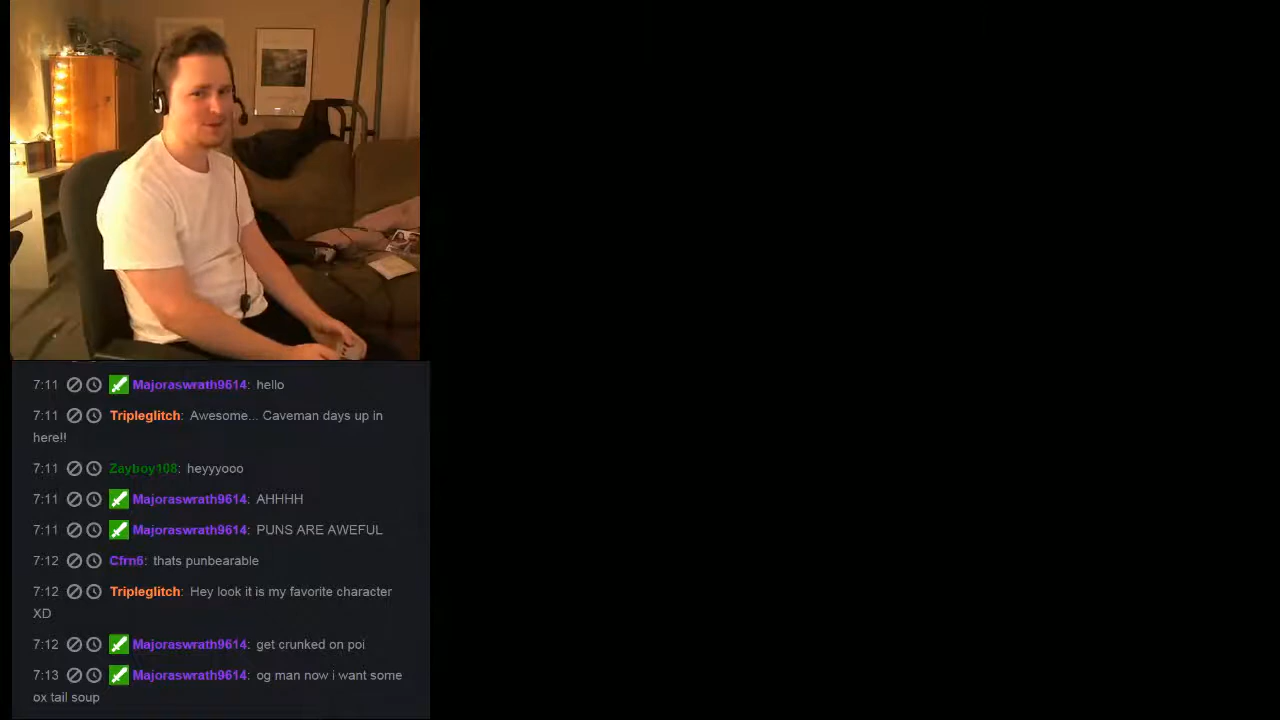 7:11 Majoraswrath9614: hello
7:11 Tripleglitch: Awesome... Caveman days up in
here!!
7:11 Zayboy108: heyyyooo
7:11 Majoraswrath9614: AHHHH
7:11 Majoraswrath9614: PUNS ARE AWEFUL
7:12 Cfrn6: thats punbearable
7:12 Tripleglitch: Hey look it is my favorite character
XD
7:12 Majoraswrath9614: get crunked on poi
7:13 Majoraswrath9614: og man now i want some
ox tail soup